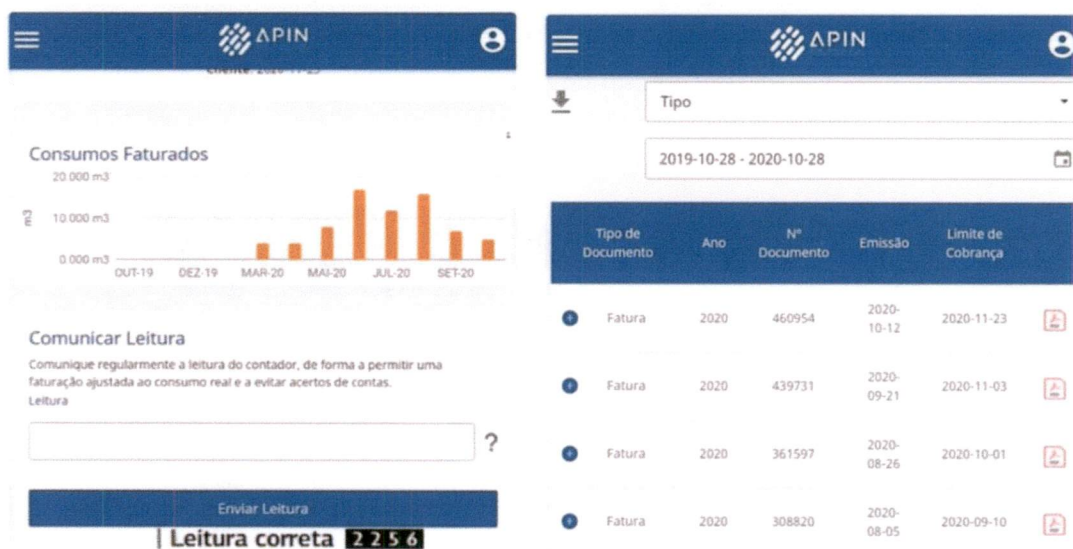 APIN
Consumos Faturados
20.000 m3
m3
10.000 m3
0.000 m3
OUT-19 DEZ-19 MAR-20 MAI-20 JUL-20 SET-20
Comunicar Leitura
Comunique regularmente a leitura do contador, de forma a permitir uma
faturação ajustada ao consumo real e a evitar acertos de contas.
Leitura
?
Enviar Leitura
Leitura correta 2256
APIN
Tipo
2019-10-28 - 2020-10-28
Tipo de Documento Ano Nº Documento Emissão Limite de Cobrança
Fatura 2020 460954 2020-10-12 2020-11-23
Fatura 2020 439731 2020-09-21 2020-11-03
Fatura 2020 361597 2020-08-26 2020-10-01
Fatura 2020 308820 2020-08-05 2020-09-10